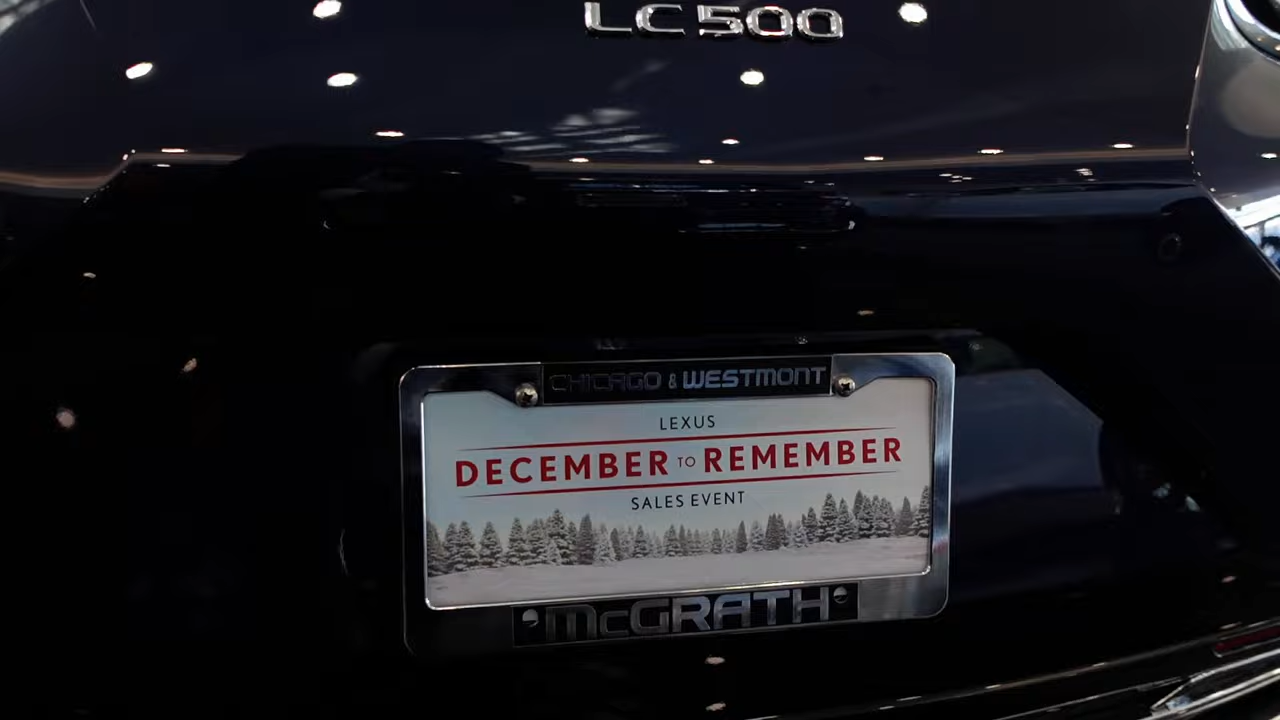 LC500
CHICAGO & WESTMONT
LEXUS
DECEMBER TO REMEMBER
SALES EVENT
McGRATH